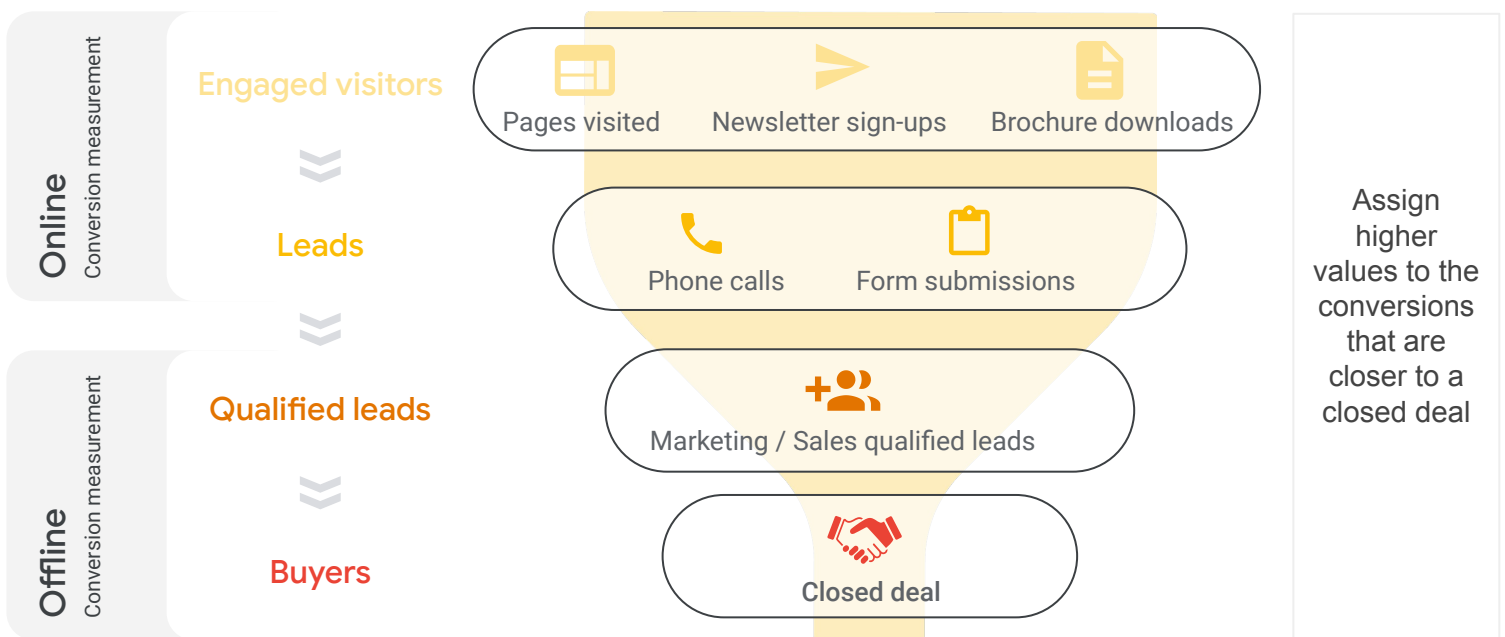 Online
Conversion measurement
Engaged visitors
Pages visited
Newsletter sign-ups
Brochure downloads
Leads
Phone calls
Form submissions
Offline
Conversion measurement
Qualified leads
Marketing / Sales qualified leads
Buyers
Closed deal
Assign
higher
values to the
conversions
that are
closer to a
closed deal